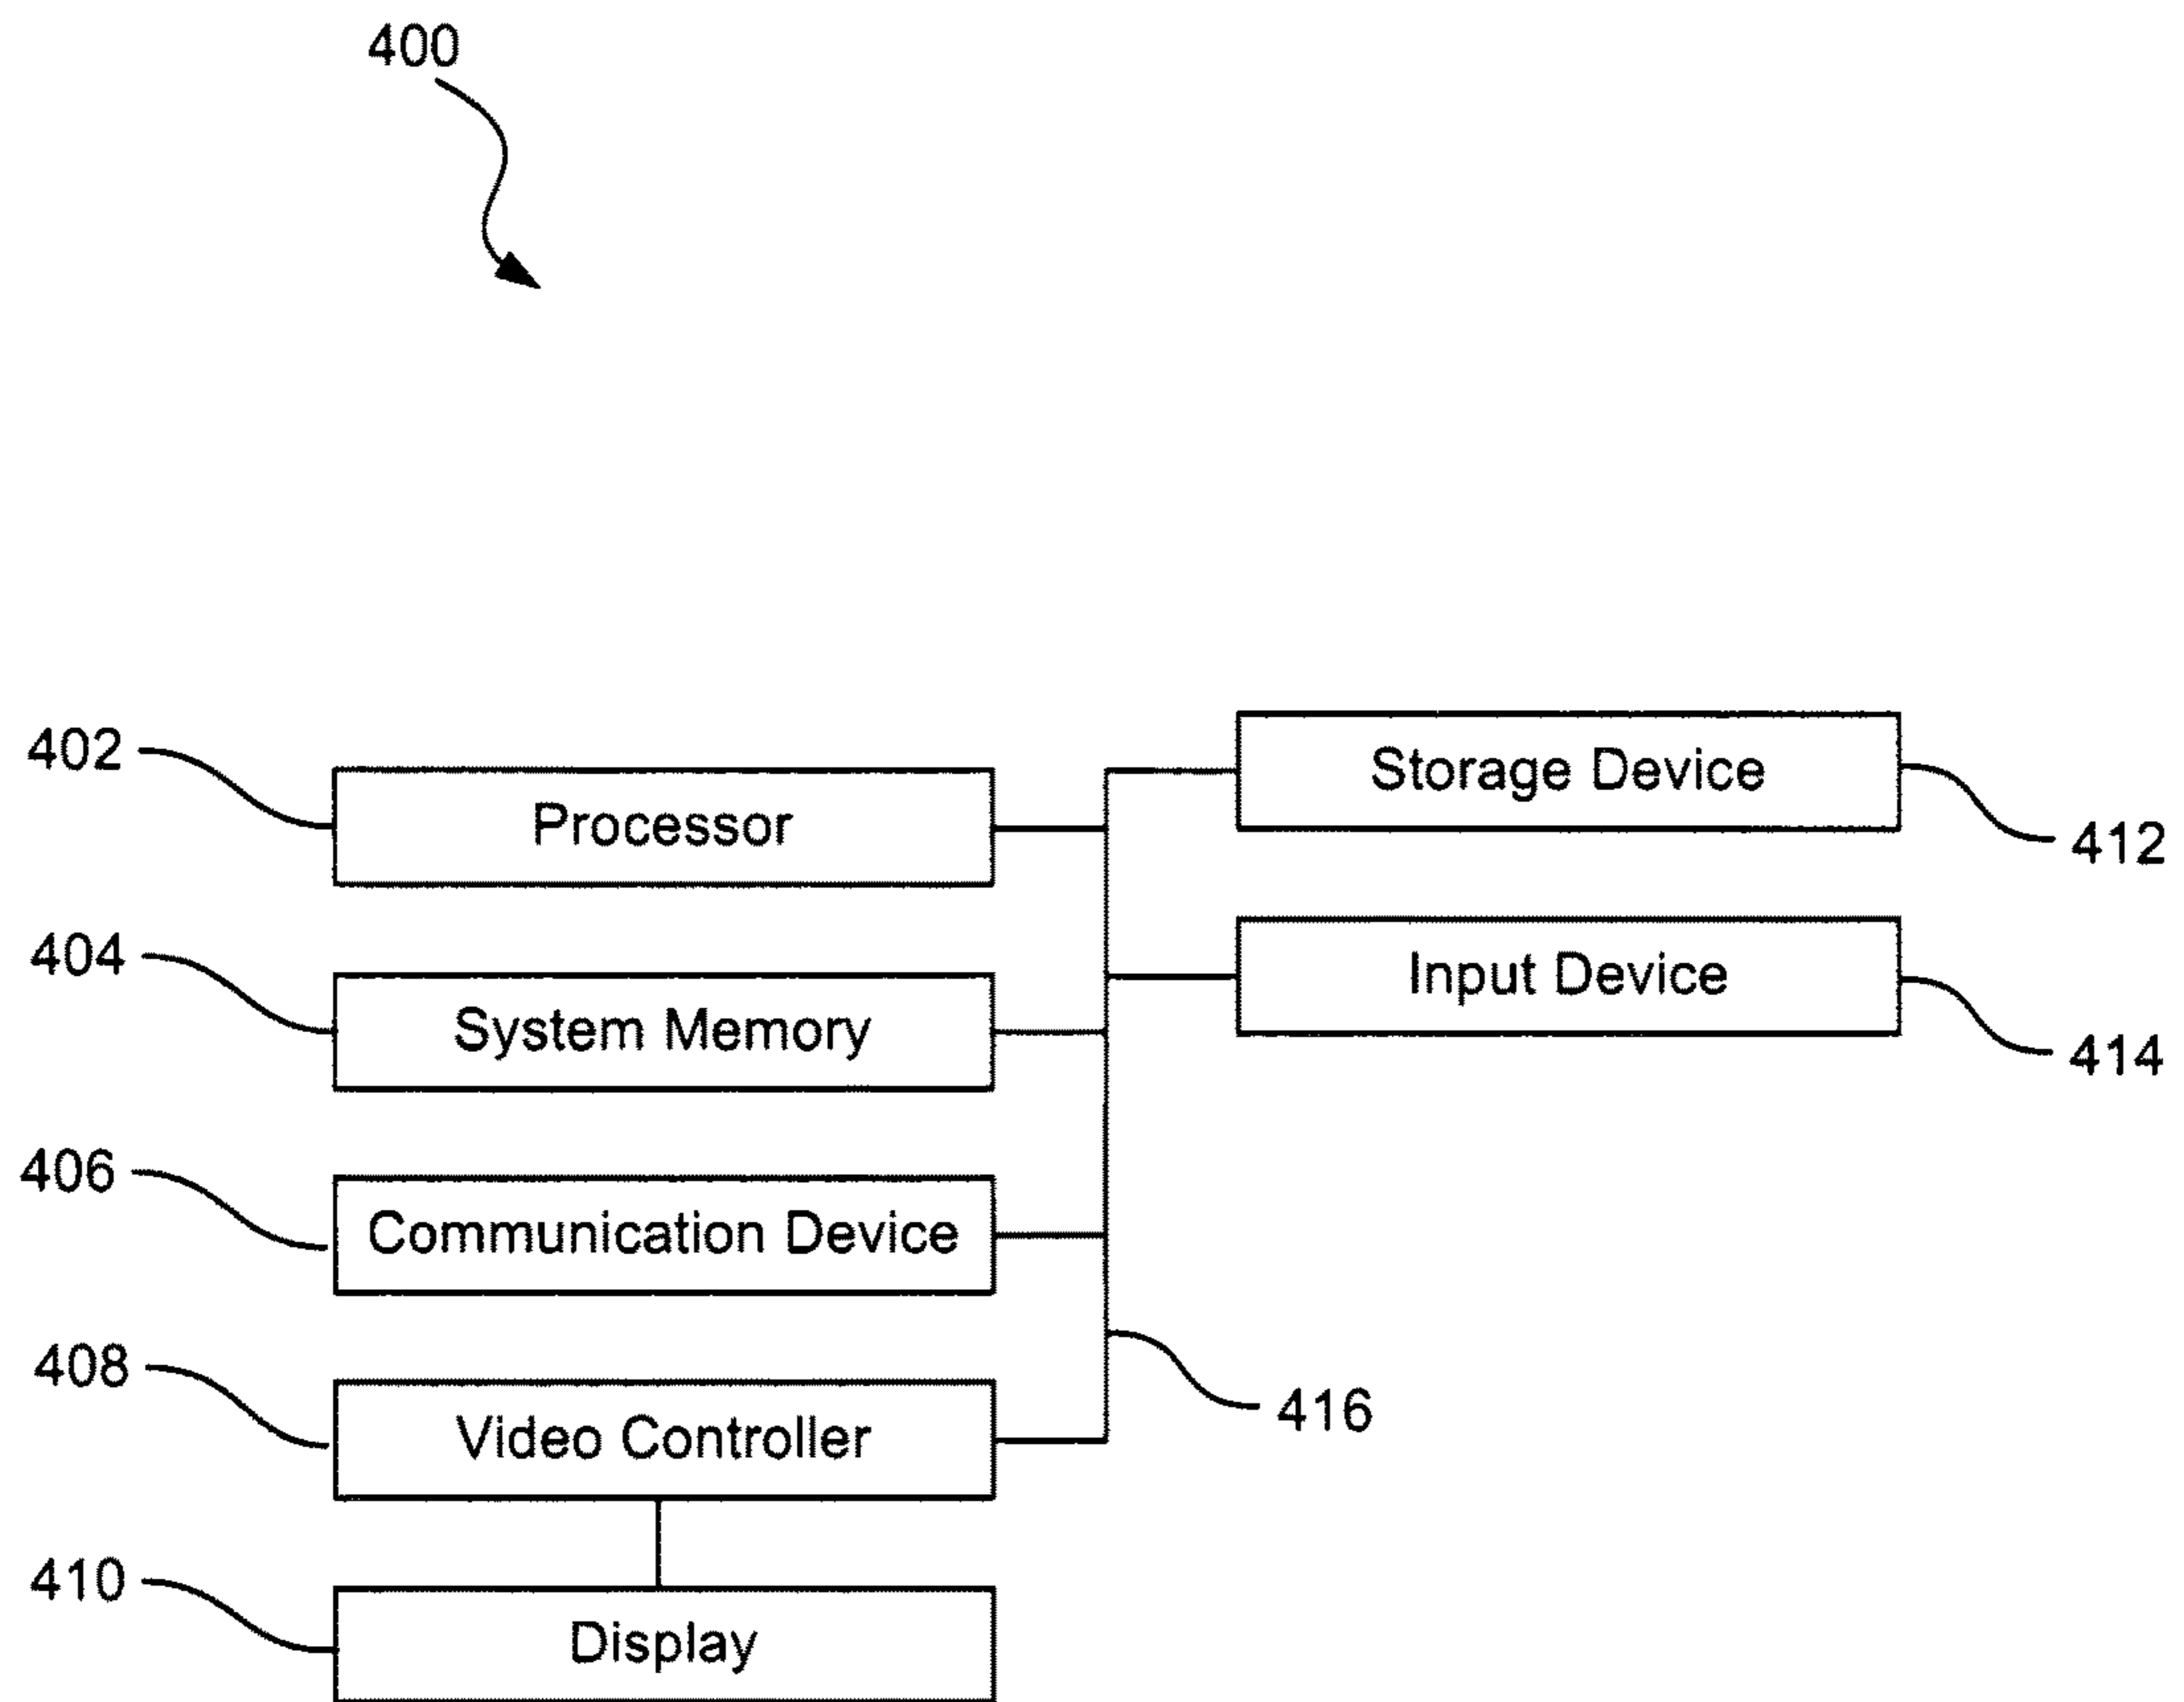 400
402
Processor
Storage Device
412
404
System Memory
Input Device
414
406
Communication Device
408
Video Controller
416
410
Display